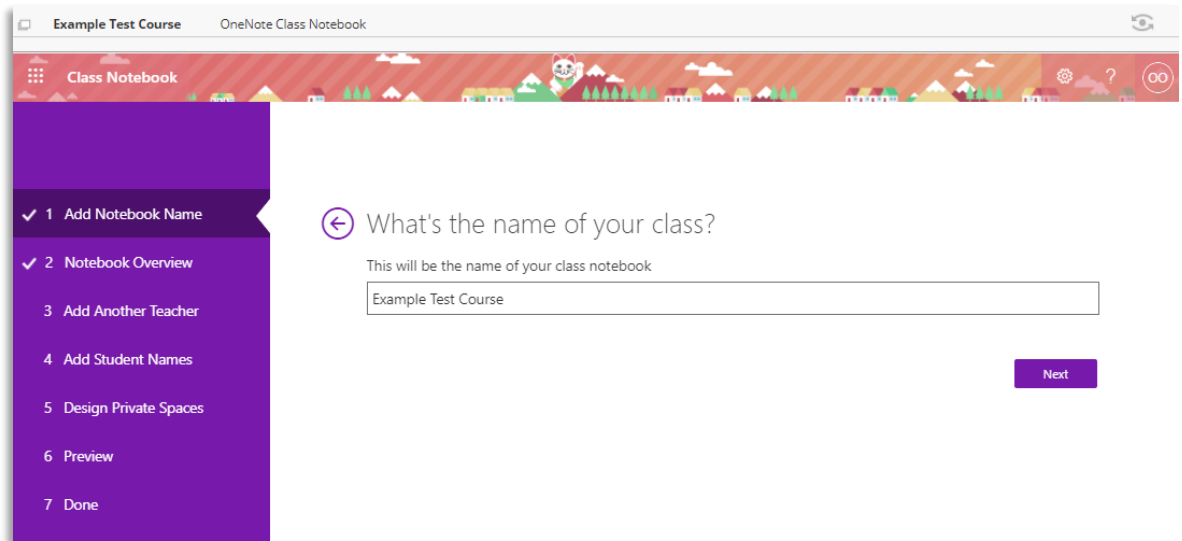 Example Test Course OneNote Class Notebook
Class Notebook ? OO
1 Add Notebook Name
2 Notebook Overview
3 Add Another Teacher
4 Add Student Names
5 Design Private Spaces
6 Preview
7 Done
What's the name of your class?
This will be the name of your class notebook
Example Test Course
Next